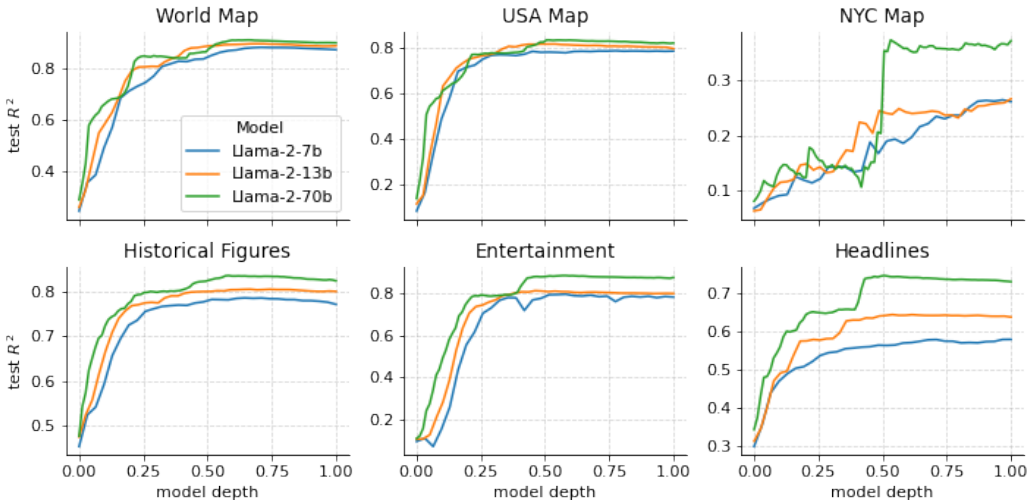 World Map
test R²
0.8
0.6
0.4
Model
Llama-2-7b
Llama-2-13b
Llama-2-70b
USA Map
0.8
0.6
0.4
0.2
NYC Map
0.3
0.2
0.1
Historical Figures
test R²
0.8
0.7
0.6
0.5
0.00 0.25 0.50 0.75 1.00
model depth
Entertainment
0.8
0.6
0.4
0.2
0.00 0.25 0.50 0.75 1.00
model depth
Headlines
0.7
0.6
0.5
0.4
0.3
0.00 0.25 0.50 0.75 1.00
model depth